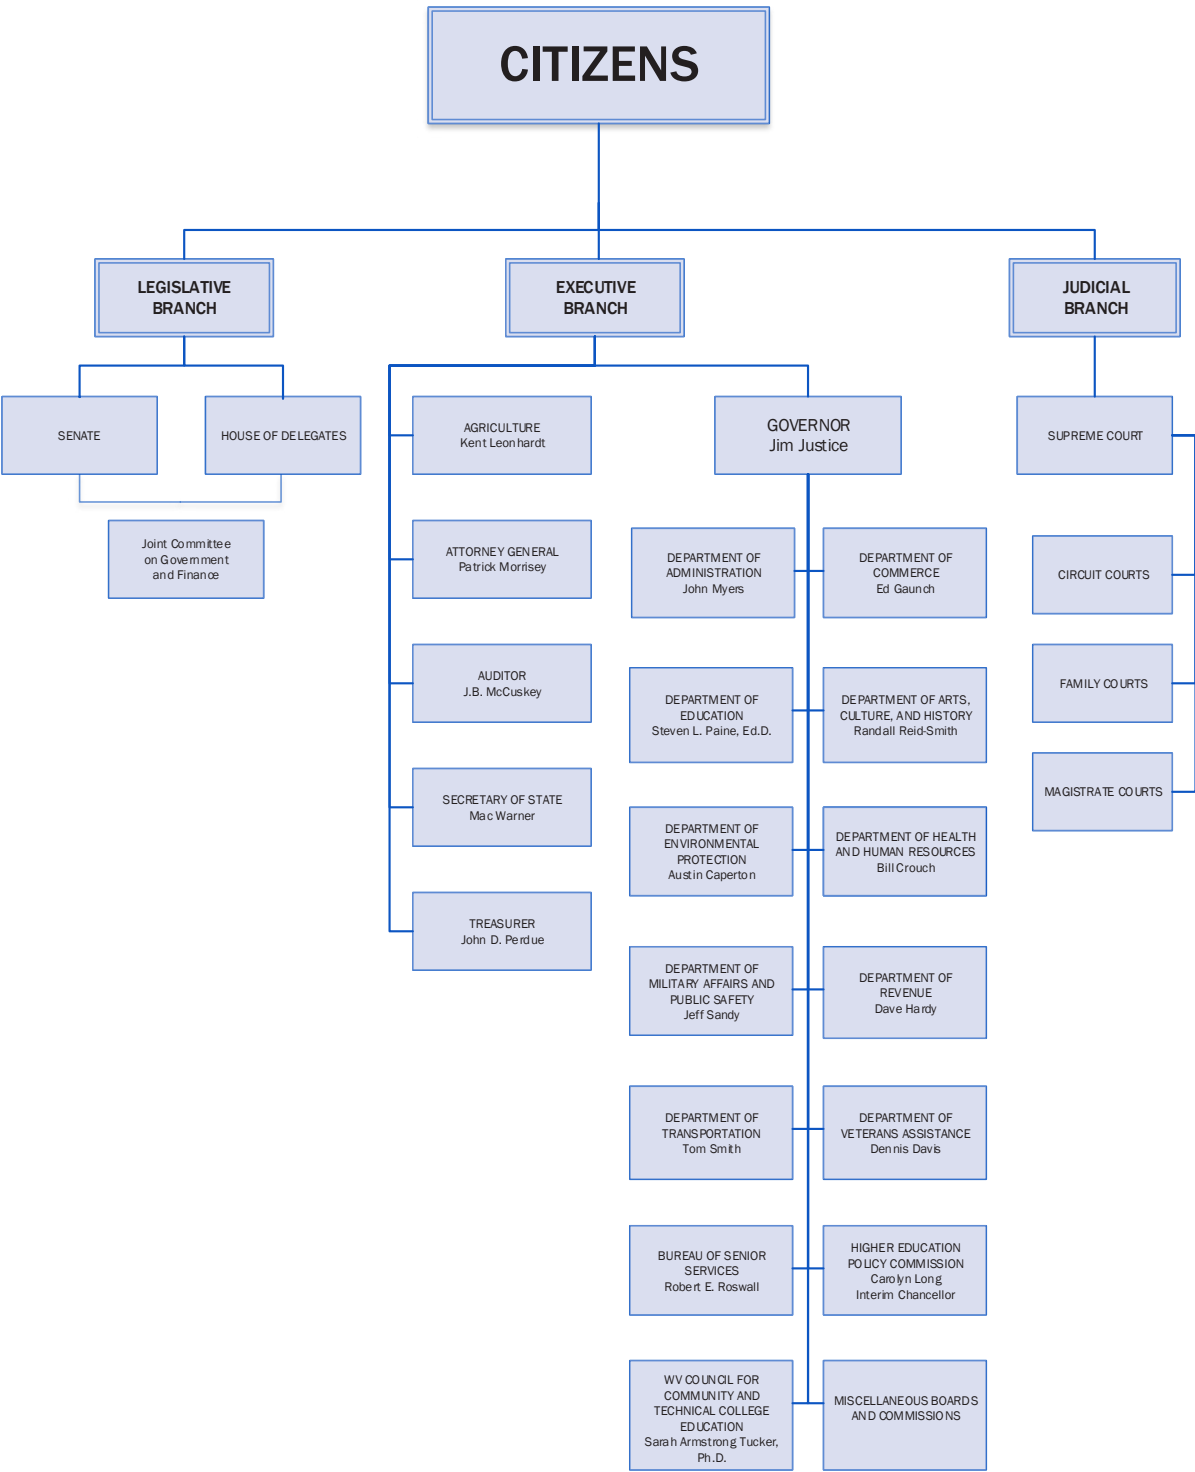 CITIZENS
LEGISLATIVE
BRANCH
EXECUTIVE
BRANCH
JUDICIAL
BRANCH
SENATE
HOUSE OF DELEGATES
Joint Committee
on Government
and Finance
AGRICULTURE
Kent Leonhardt
ATTORNEY GENERAL
Patrick Morrisey
AUDITOR
J.B. McCuskey
SECRETARY OF STATE
Mac Warner
TREASURER
John D. Perdue
GOVERNOR
Jim Justice
DEPARTMENT OF
ADMINISTRATION
John Myers
DEPARTMENT OF
COMMERCE
Ed Gaunch
DEPARTMENT OF
EDUCATION
Steven L. Paine, Ed.D.
DEPARTMENT OF ARTS,
CULTURE, AND HISTORY
Randall Reid-Smith
DEPARTMENT OF
ENVIRONMENTAL
PROTECTION
Austin Caperton
DEPARTMENT OF HEALTH
AND HUMAN RESOURCES
Bill Crouch
DEPARTMENT OF
MILITARY AFFAIRS AND
PUBLIC SAFETY
Jeff Sandy
DEPARTMENT OF
REVENUE
Dave Hardy
DEPARTMENT OF
TRANSPORTATION
Tom Smith
DEPARTMENT OF
VETERANS ASSISTANCE
Dennis Davis
BUREAU OF SENIOR
SERVICES
Robert E. Roswall
HIGHER EDUCATION
POLICY COMMISSION
Carolyn Long
Interim Chancellor
WV COUNCIL FOR
COMMUNITY AND
TECHNICAL COLLEGE
EDUCATION
Sarah Armstrong Tucker,
Ph.D.
MISCELLANEOUS BOARDS
AND COMMISSIONS
SUPREME COURT
CIRCUIT COURTS
FAMILY COURTS
MAGISTRATE COURTS